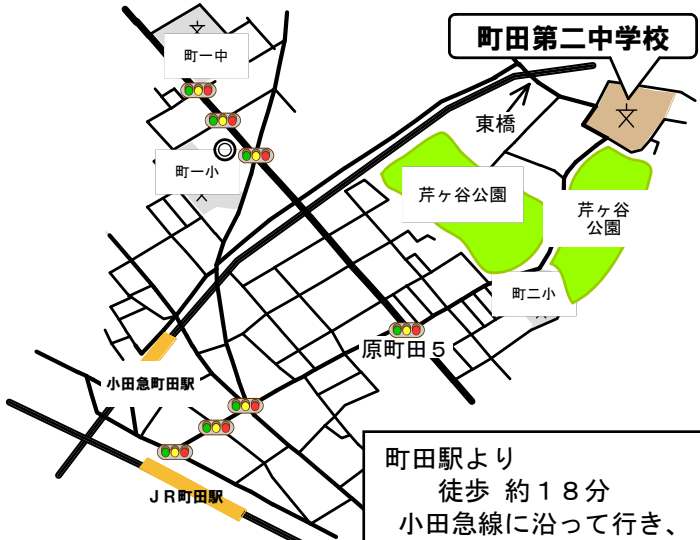 町田第二中学校
町一中
東橋
町一小
芹ヶ谷公園
芹ヶ谷
公園
町二小
原町田５
小田急町田駅
ＪＲ町田駅
町田駅より
徒歩 約１８分
小田急線に沿って行き、